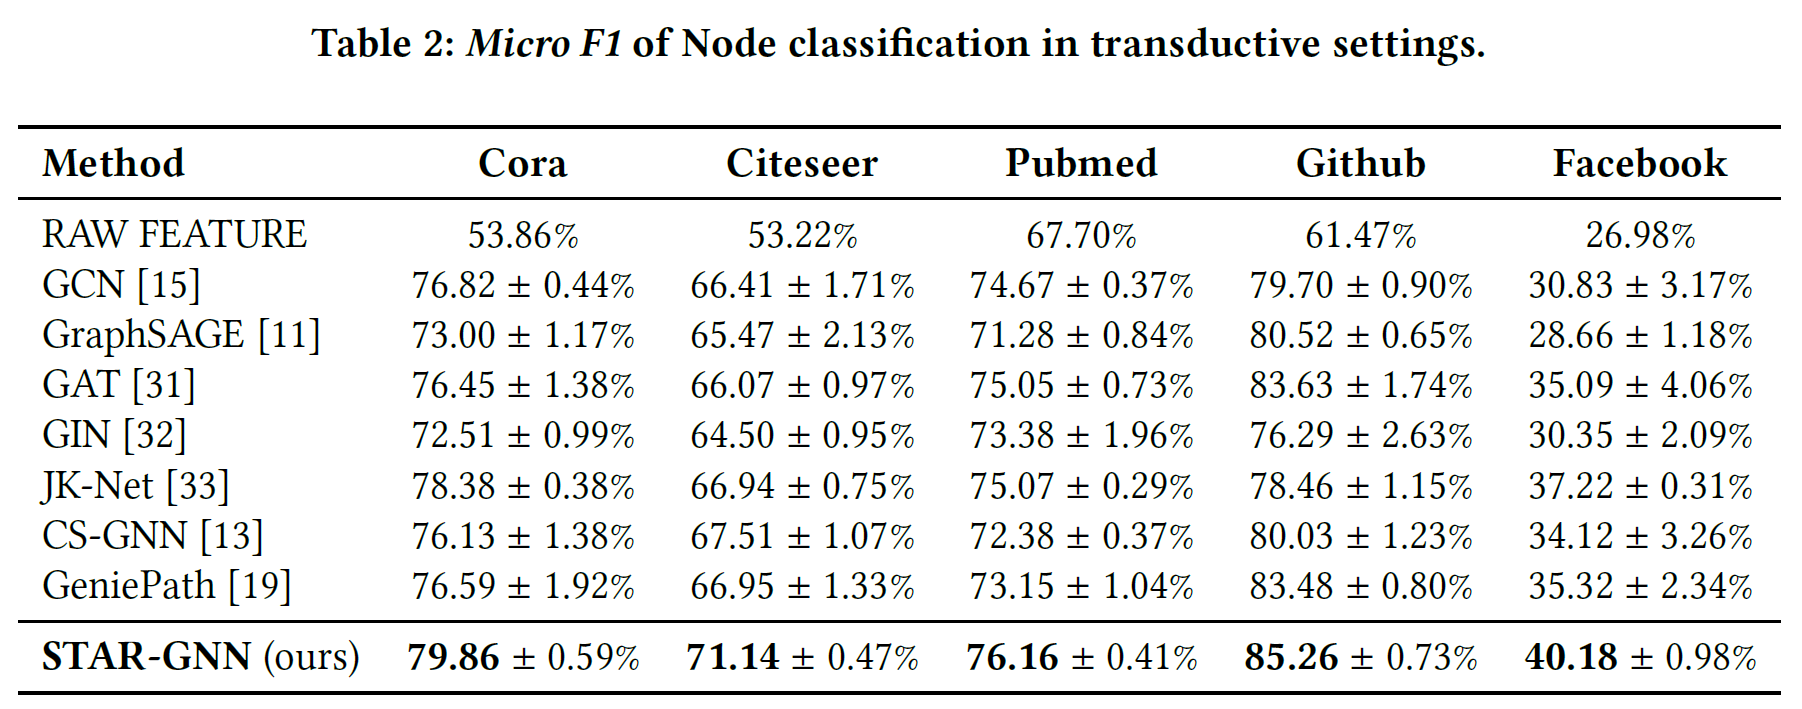 Table 2: Micro F1 of Node classification in transductive settings.
Method Cora Citeseer Pubmed Github Facebook
RAW FEATURE 53.86% 53.22% 67.70% 61.47% 26.98%
GCN [15] 76.82 ± 0.44% 66.41 ± 1.71% 74.67 ± 0.37% 79.70 ± 0.90% 30.83 ± 3.17%
GraphSAGE [11] 73.00 ± 1.17% 65.47 ± 2.13% 71.28 ± 0.84% 80.52 ± 0.65% 28.66 ± 1.18%
GAT [31] 76.45 ± 1.38% 66.07 ± 0.97% 75.05 ± 0.73% 83.63 ± 1.74% 35.09 ± 4.06%
GIN [32] 72.51 ± 0.99% 64.50 ± 0.95% 73.38 ± 1.96% 76.29 ± 2.63% 30.35 ± 2.09%
JK-Net [33] 78.38 ± 0.38% 66.94 ± 0.75% 75.07 ± 0.29% 78.46 ± 1.15% 37.22 ± 0.31%
CS-GNN [13] 76.13 ± 1.38% 67.51 ± 1.07% 72.38 ± 0.37% 80.03 ± 1.23% 34.12 ± 3.26%
GeniePath [19] 76.59 ± 1.92% 66.95 ± 1.33% 73.15 ± 1.04% 83.48 ± 0.80% 35.32 ± 2.34%
STAR-GNN (ours) 79.86 ± 0.59% 71.14 ± 0.47% 76.16 ± 0.41% 85.26 ± 0.73% 40.18 ± 0.98%